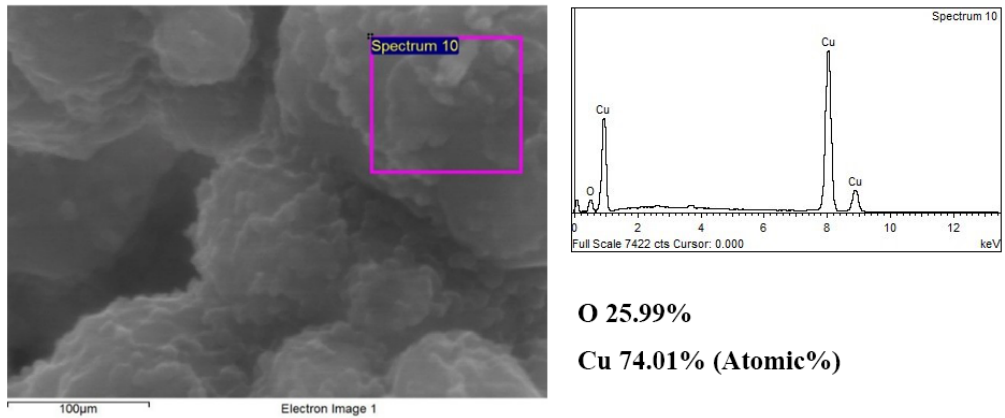 Spectrum 10
100µm
Electron Image 1
Spectrum 10
Cu
Cu
O
Cu
2 4 6 8 10 12
Full Scale 7422 cts Cursor: 0.000
keV
O 25.99%
Cu 74.01% (Atomic%)